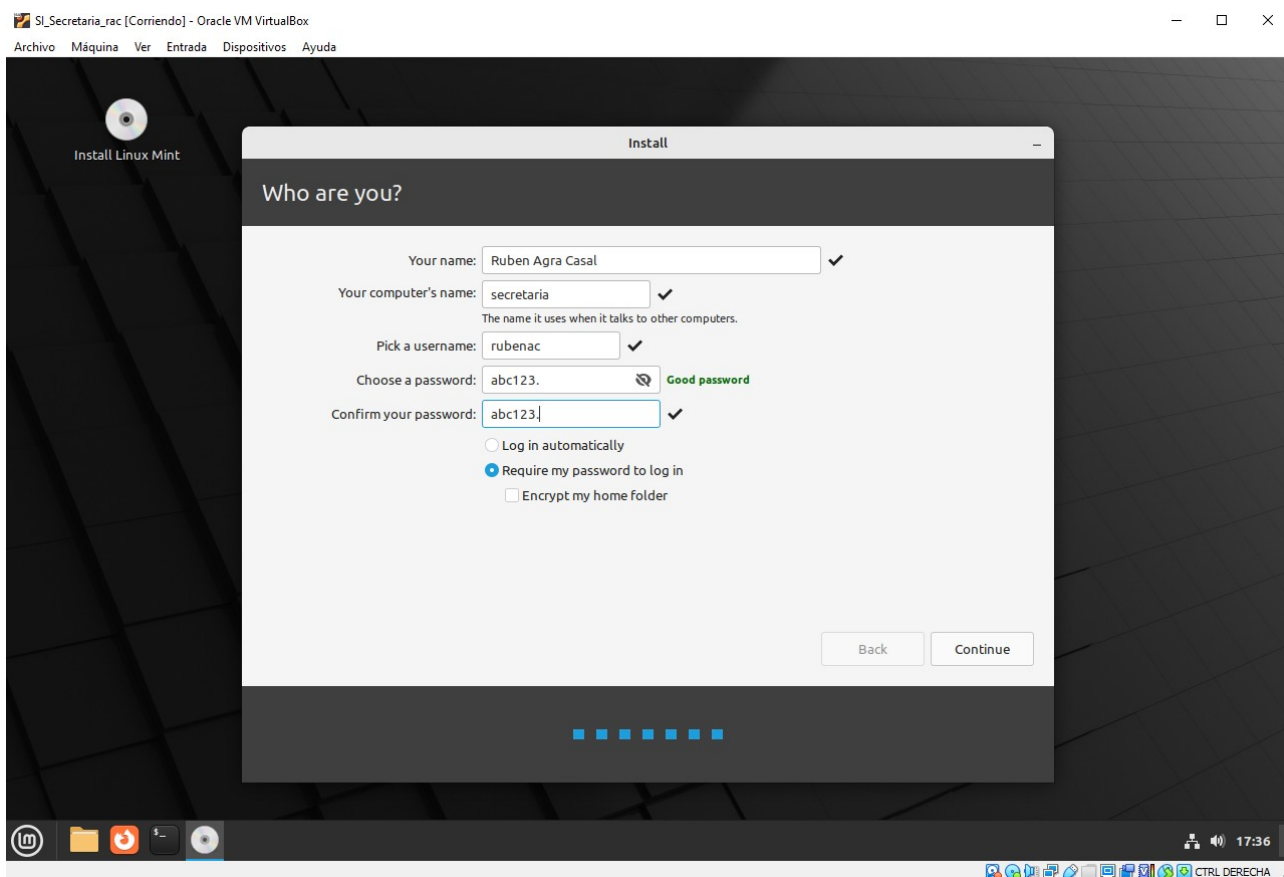 SI_Secretaria_rac [Corriendo] - Oracle VM VirtualBox
Archivo Máquina Ver Entrada Dispositivos Ayuda
Install Linux Mint
Install
Who are you?
Your name: Ruben Agra Casal
Your computer's name: secretaria
The name it uses when it talks to other computers.
Pick a username: rubenac
Choose a password: abc123. Good password
Confirm your password: abc123.
Log in automatically
Require my password to log in
Encrypt my home folder
Back Continue
17:36
CTRL DERECHA